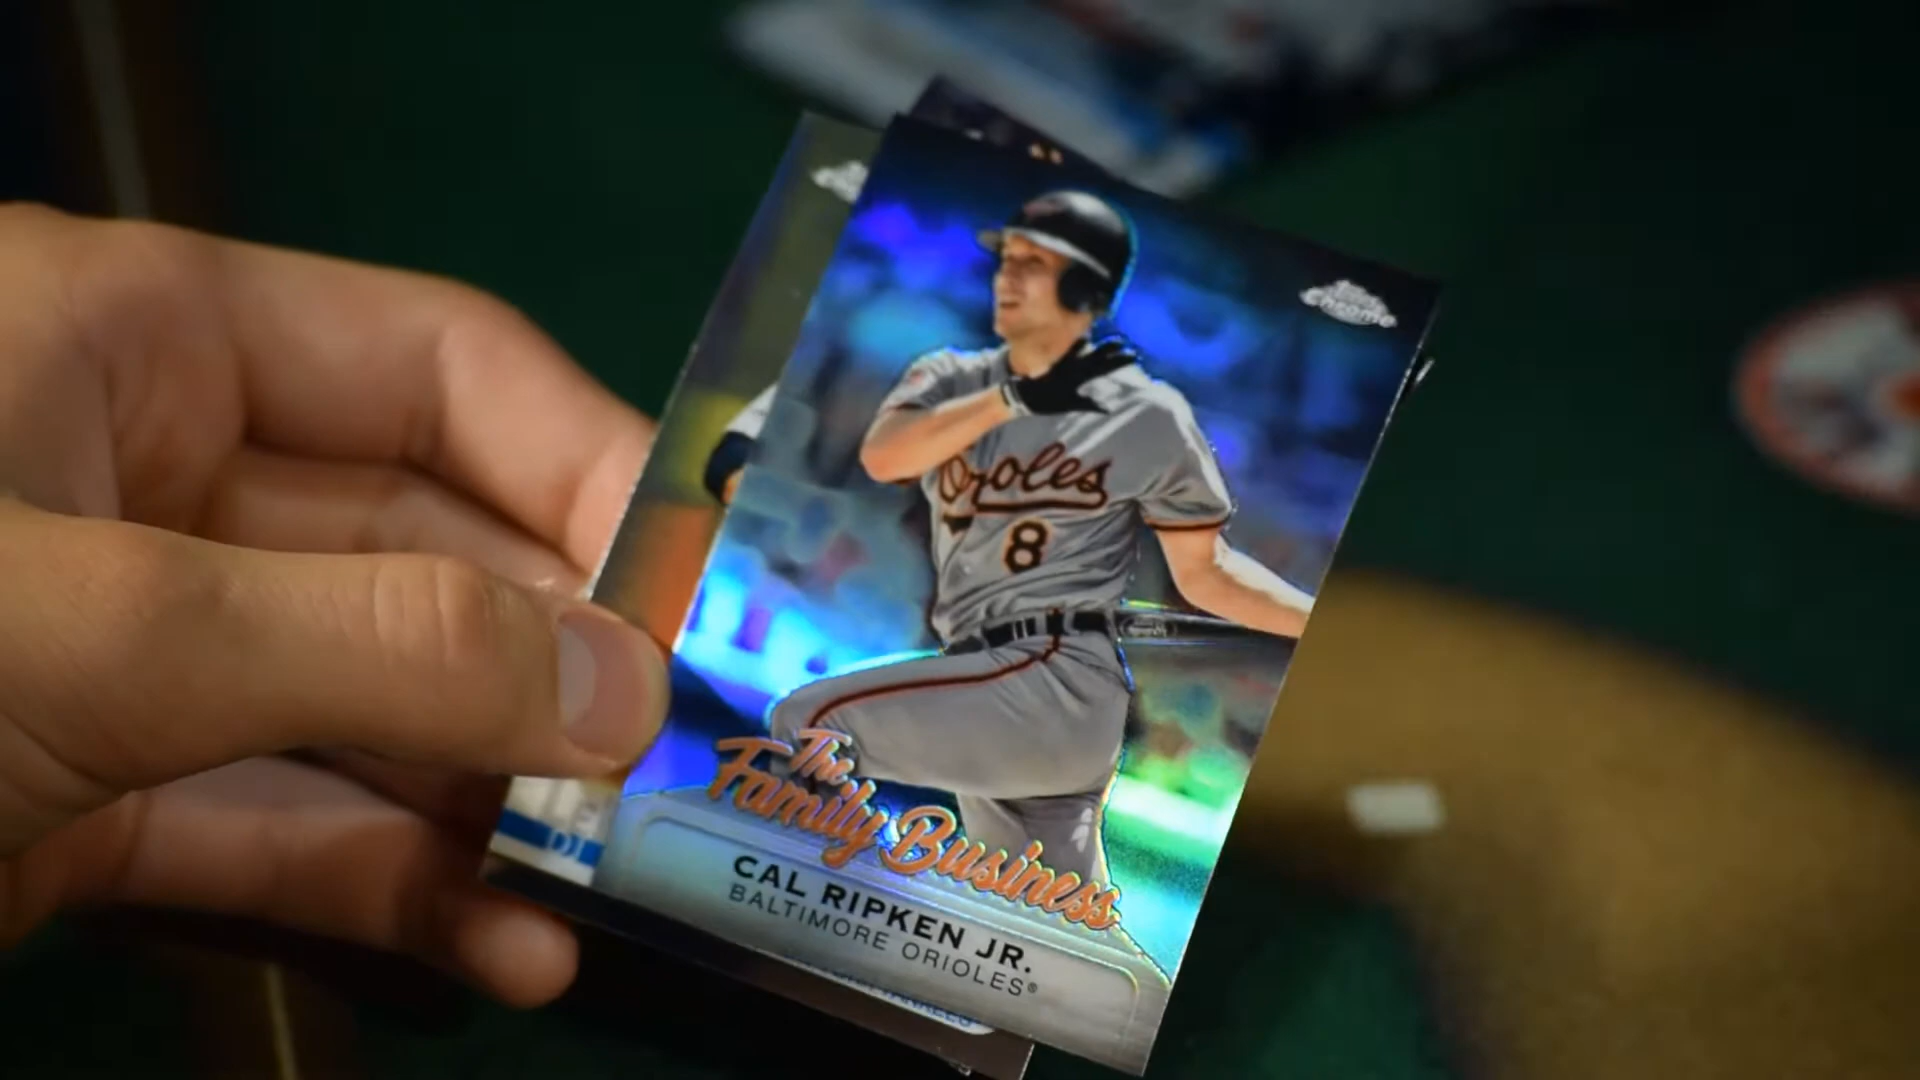 Topps
Chrome
Orioles
8
The
Family Business
CAL RIPKEN JR.
BALTIMORE ORIOLES®